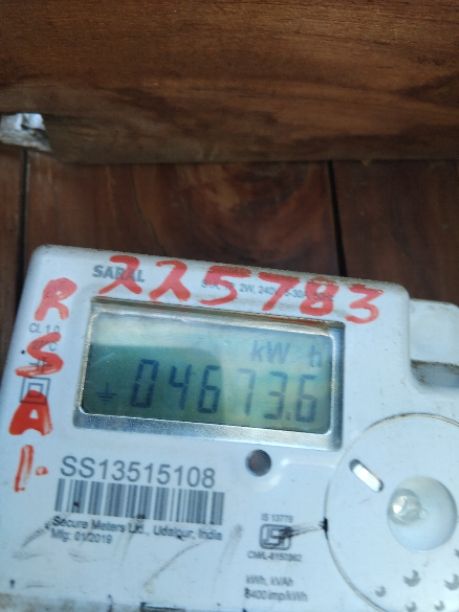 SARAL
225783
RSAI.
CL 1.0
kW h
04673.6
SS13515108
Secure Meters Ltd., Udaipur, India
Mfg: 01/2019
IS 13779
kWh, kVAh
6400 imp/kWh